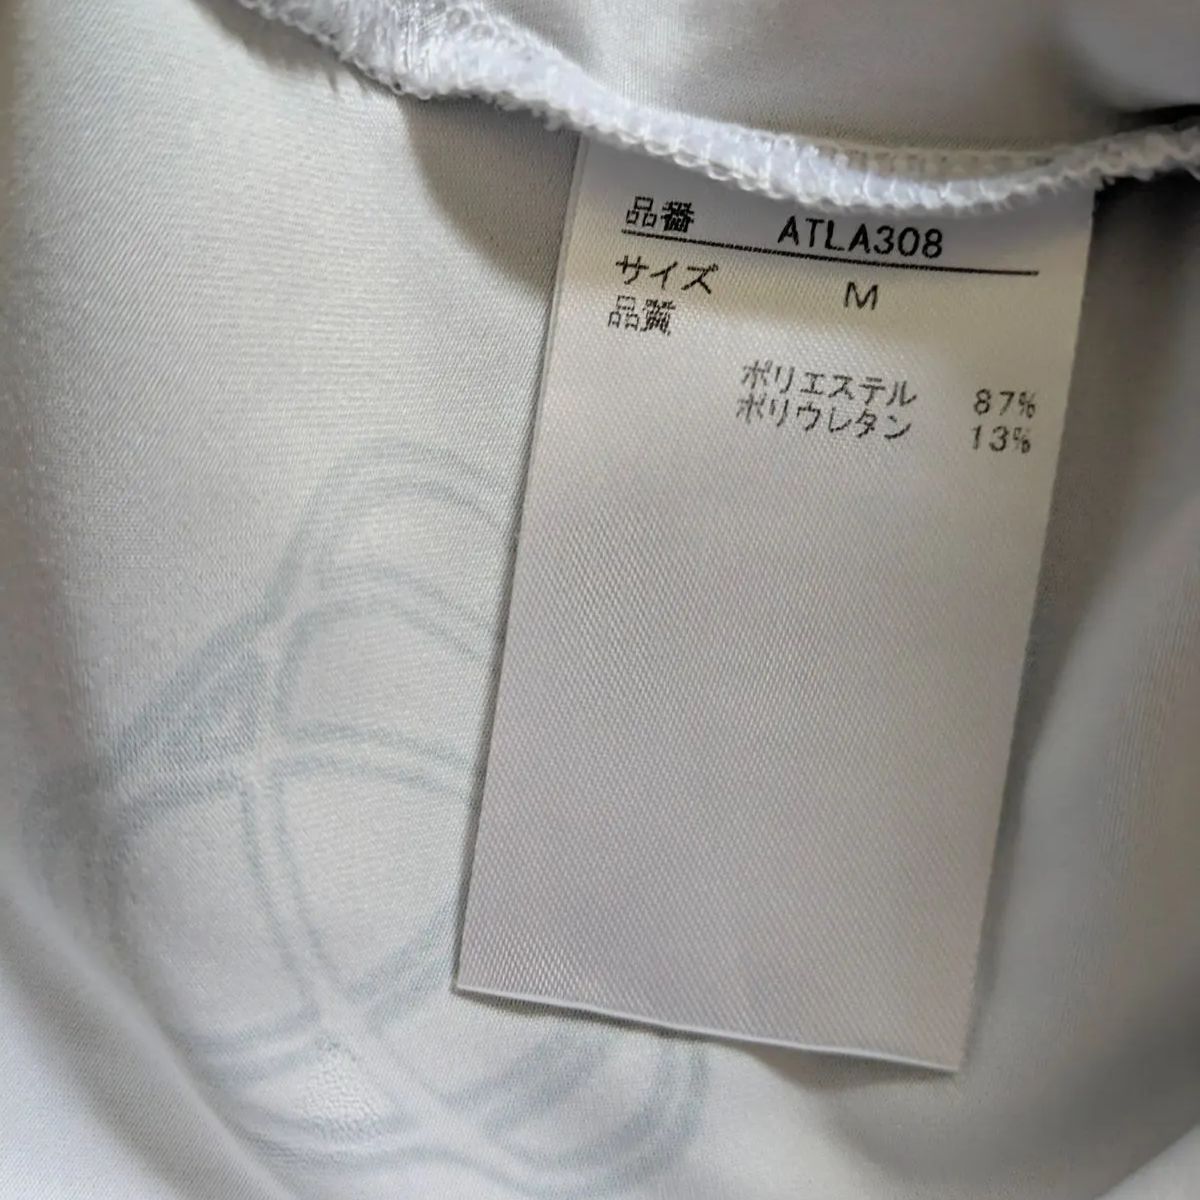 品番 ATLA308
サイズ M
品質
ポリエステル 87%
ポリウレタン 13%